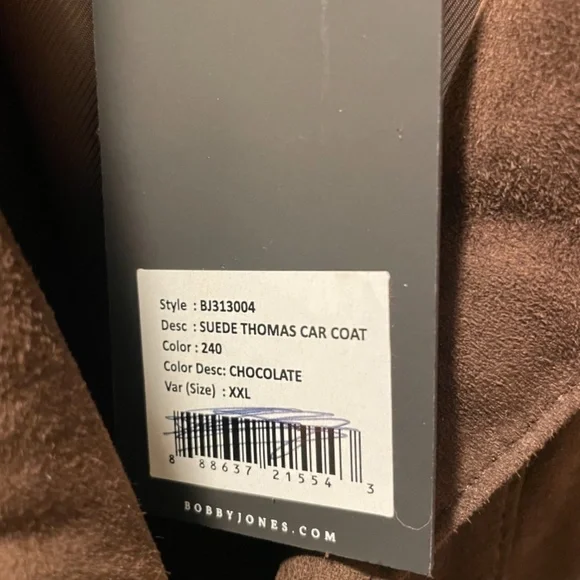 Style : BJ313004
Desc : SUEDE THOMAS CAR COAT
Color : 240
Color Desc: CHOCOLATE
Var (Size) : XXL
8 88637 21554 3
BOBBYJONES.COM